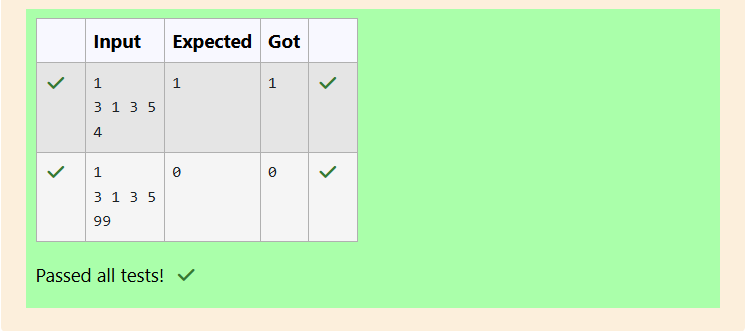 Input Expected Got
1 1 1
3 1 3 5
4
1 0 0
3 1 3 5
99
Passed all tests!